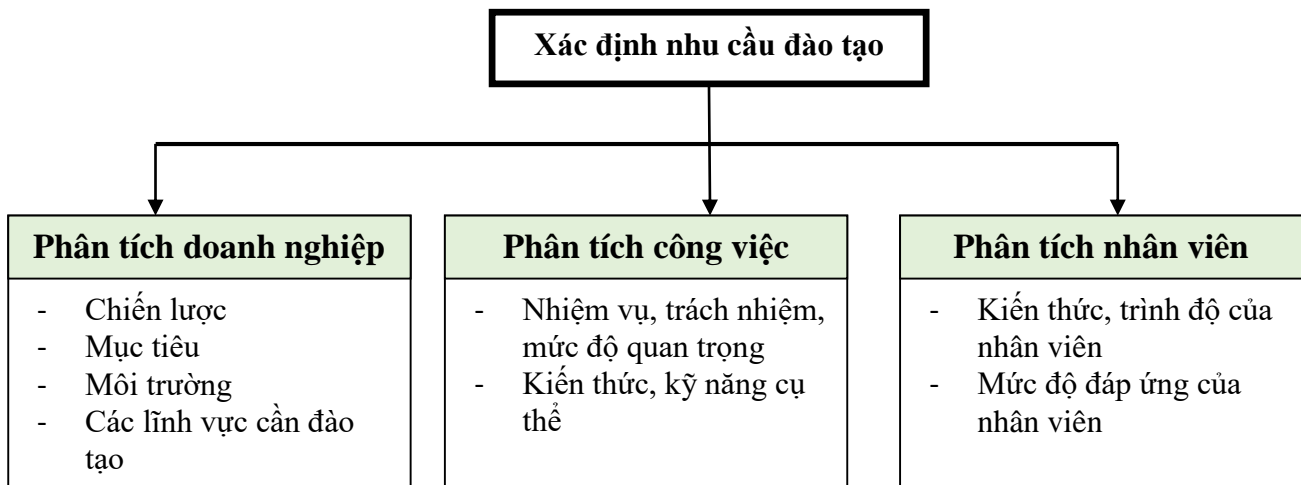 Xác định nhu cầu đào tạo
Phân tích doanh nghiệp
- Chiến lược
- Mục tiêu
- Môi trường
- Các lĩnh vực cần đào
tạo
Phân tích công việc
- Nhiệm vụ, trách nhiệm,
mức độ quan trọng
- Kiến thức, kỹ năng cụ
thể
Phân tích nhân viên
- Kiến thức, trình độ của
nhân viên
- Mức độ đáp ứng của
nhân viên